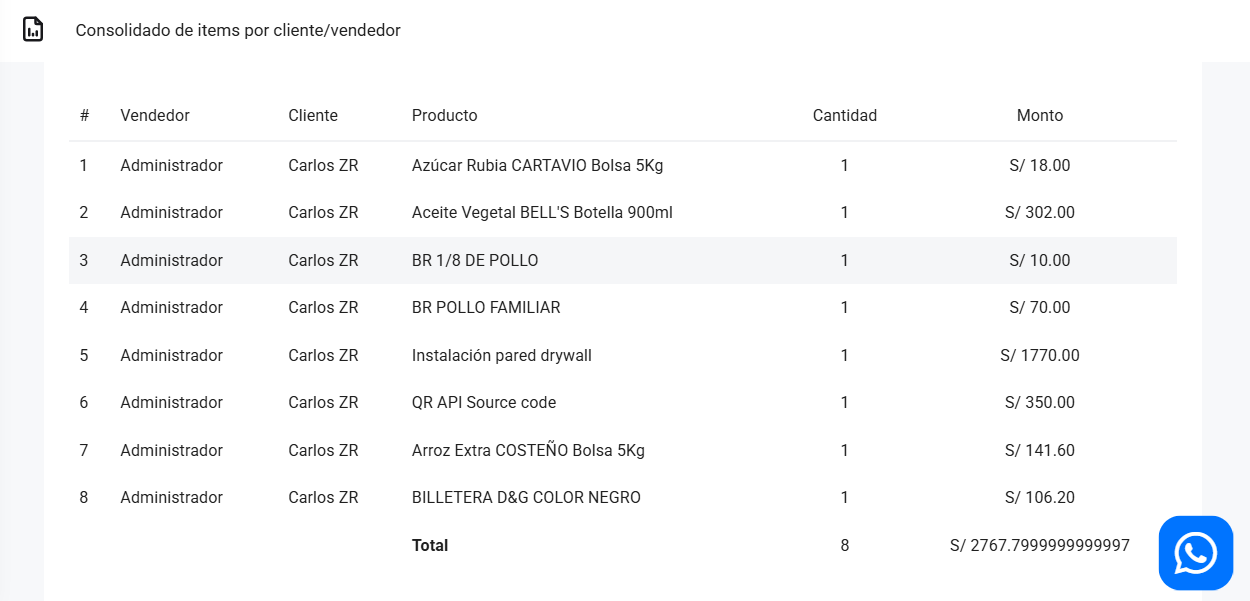 Consolidado de items por cliente/vendedor
# Vendedor Cliente Producto Cantidad Monto
1 Administrador Carlos ZR Azúcar Rubia CARTAVIO Bolsa 5Kg 1 S/ 18.00
2 Administrador Carlos ZR Aceite Vegetal BELL'S Botella 900ml 1 S/ 302.00
3 Administrador Carlos ZR BR 1/8 DE POLLO 1 S/ 10.00
4 Administrador Carlos ZR BR POLLO FAMILIAR 1 S/ 70.00
5 Administrador Carlos ZR Instalación pared drywall 1 S/ 1770.00
6 Administrador Carlos ZR QR API Source code 1 S/ 350.00
7 Administrador Carlos ZR Arroz Extra COSTEÑO Bolsa 5Kg 1 S/ 141.60
8 Administrador Carlos ZR BILLETERA D&G COLOR NEGRO 1 S/ 106.20
Total 8 S/ 2767.7999999999997